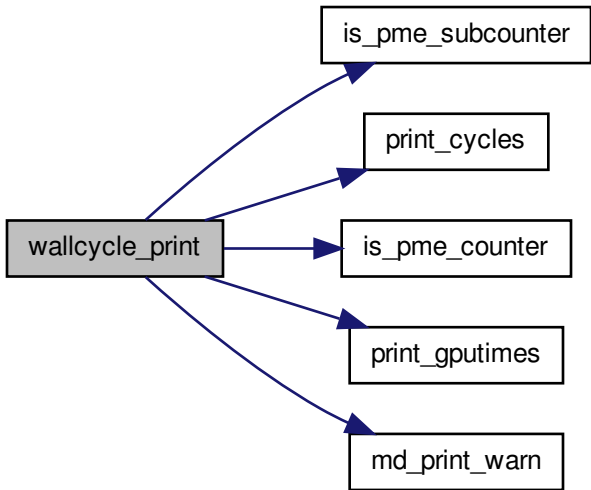 is_pme_subcounter
print_cycles
wallcycle_print
is_pme_counter
print_gputimes
md_print_warn